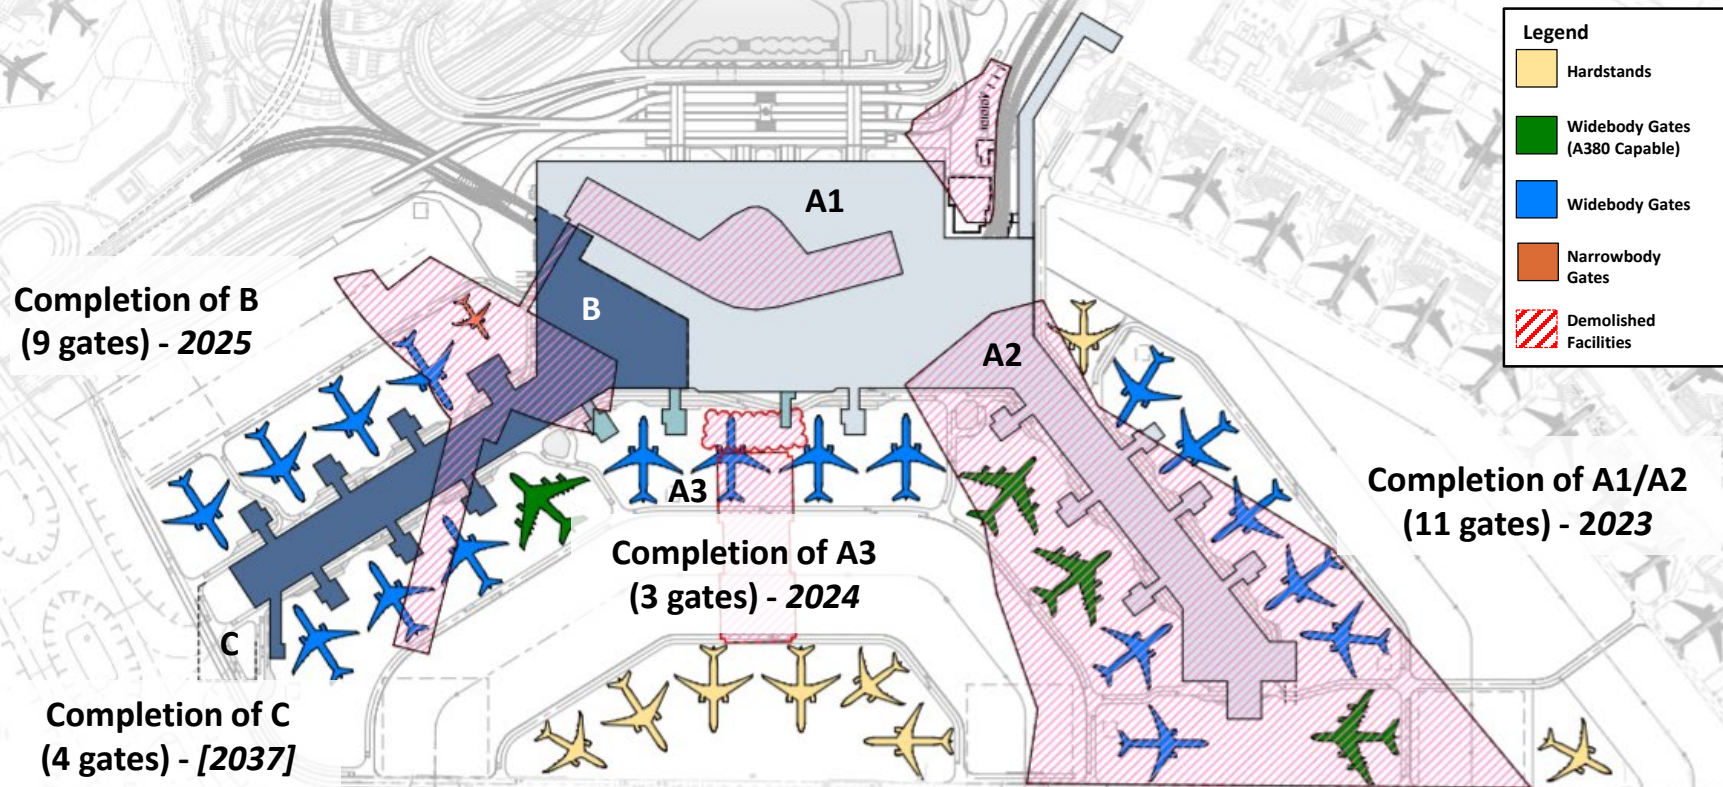 Legend
Hardstands
Widebody Gates
(A380 Capable)
Widebody Gates
Narrowbody
Gates
Demolished
Facilities
A1
B
A2
A3
C
Completion of B
(9 gates) - 2025
Completion of A3
(3 gates) - 2024
Completion of A1/A2
(11 gates) - 2023
Completion of C
(4 gates) - [2037]